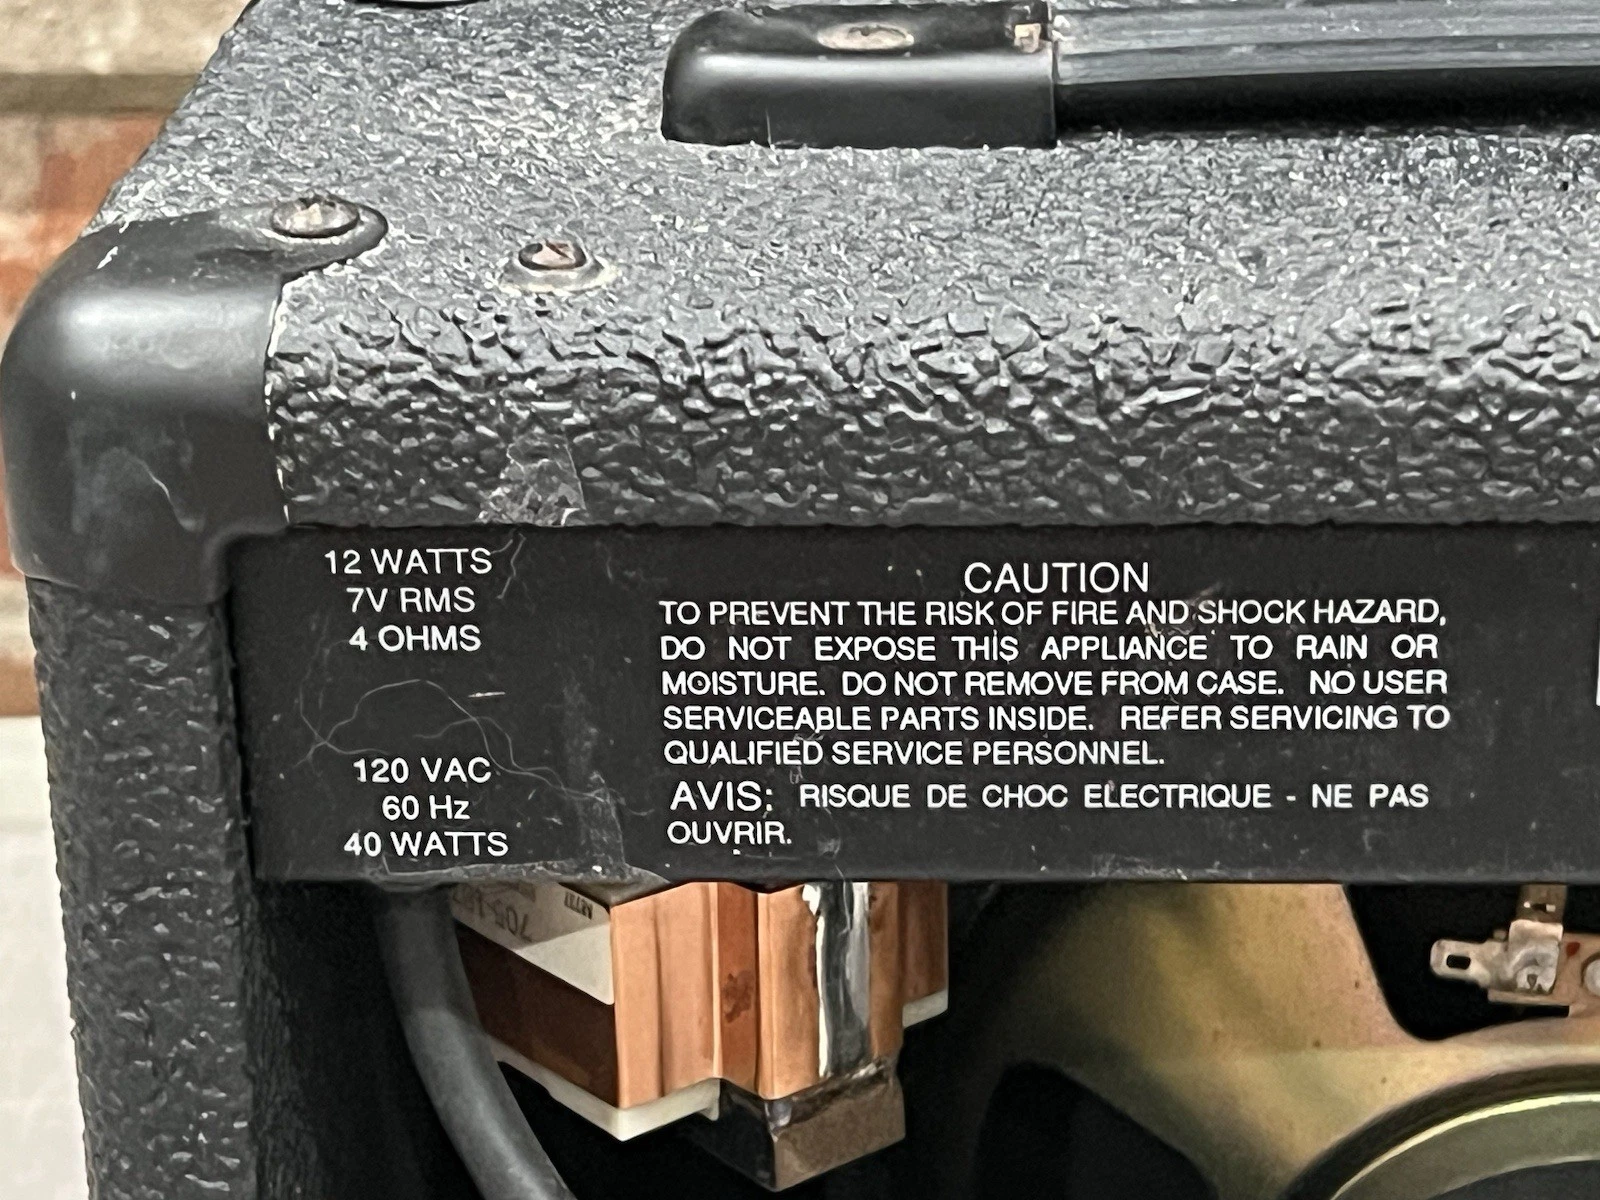 12 WATTS
7V RMS
4 OHMS
120 VAC
60 Hz
40 WATTS
CAUTION
TO PREVENT THE RISK OF FIRE AND SHOCK HAZARD,
DO NOT EXPOSE THIS APPLIANCE TO RAIN OR
MOISTURE. DO NOT REMOVE FROM CASE. NO USER
SERVICEABLE PARTS INSIDE. REFER SERVICING TO
QUALIFIED SERVICE PERSONNEL.
AVIS: RISQUE DE CHOC ELECTRIQUE - NE PAS
OUVRIR.